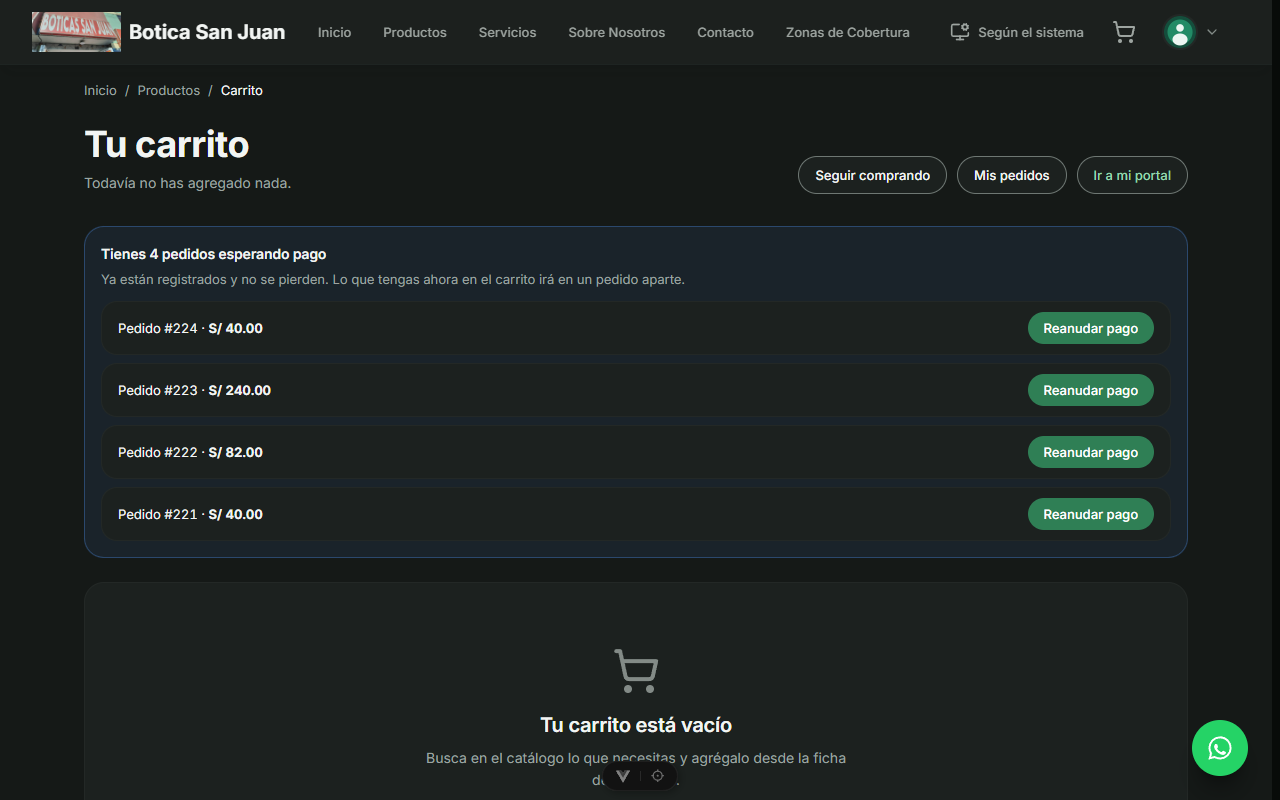 BOTICAS SAN JUAN
Botica San Juan
Inicio
Productos
Servicios
Sobre Nosotros
Contacto
Zonas de Cobertura
Según el sistema
Inicio / Productos / Carrito
Tu carrito
Todavía no has agregado nada.
Seguir comprando
Mis pedidos
Ir a mi portal
Tienes 4 pedidos esperando pago
Ya están registrados y no se pierden. Lo que tengas ahora en el carrito irá en un pedido aparte.
Pedido #224 · S/ 40.00
Reanudar pago
Pedido #223 · S/ 240.00
Reanudar pago
Pedido #222 · S/ 82.00
Reanudar pago
Pedido #221 · S/ 40.00
Reanudar pago
Tu carrito está vacío
Busca en el catálogo lo que necesitas y agrégalo desde la ficha